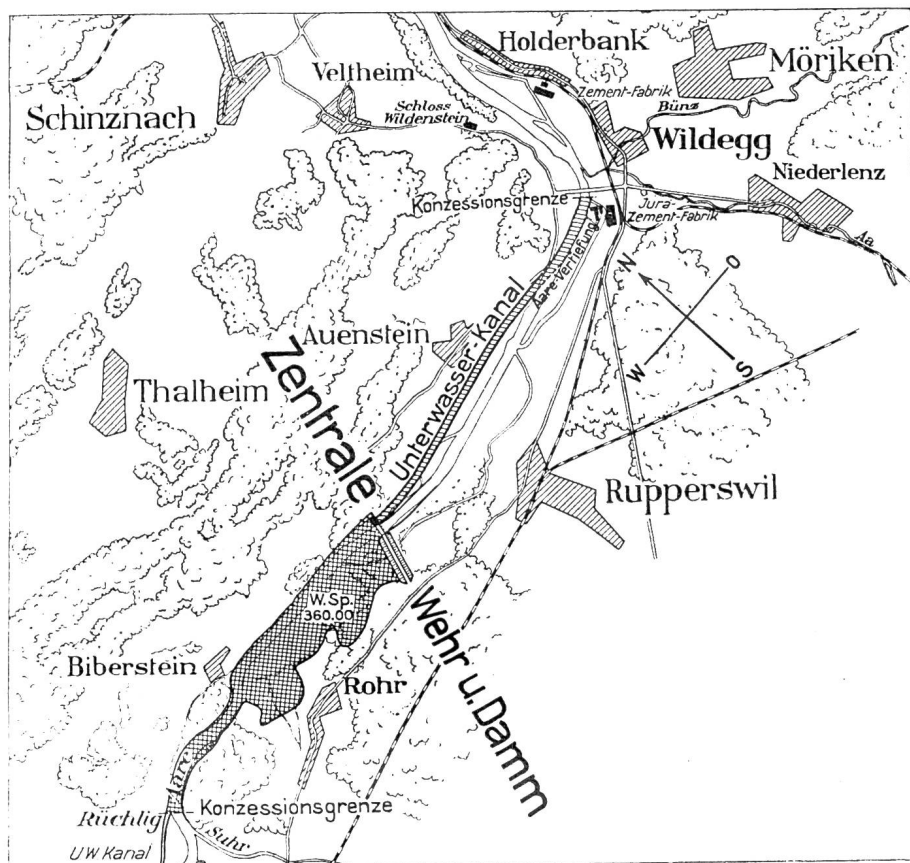 Holderbank
Zement-Fabrik
Möriken
Veltheim
Schinznach
Schloss
Wildenstein
Bünz
Wildegg
Niederlenz
Konzessionsgrenze
Jura-
Zement-Fabrik
Aa
Aare-Vertiefung
N
O
W
S
Unterwasser-Kanal
Auenstein
Zentrale
Thalheim
Rupperswil
W.Sp.
360.00
Wehr u. Damm
Biberstein
Rohr
Aare
Konzessionsgrenze
Rüchlig
Suhr
U W Kanal